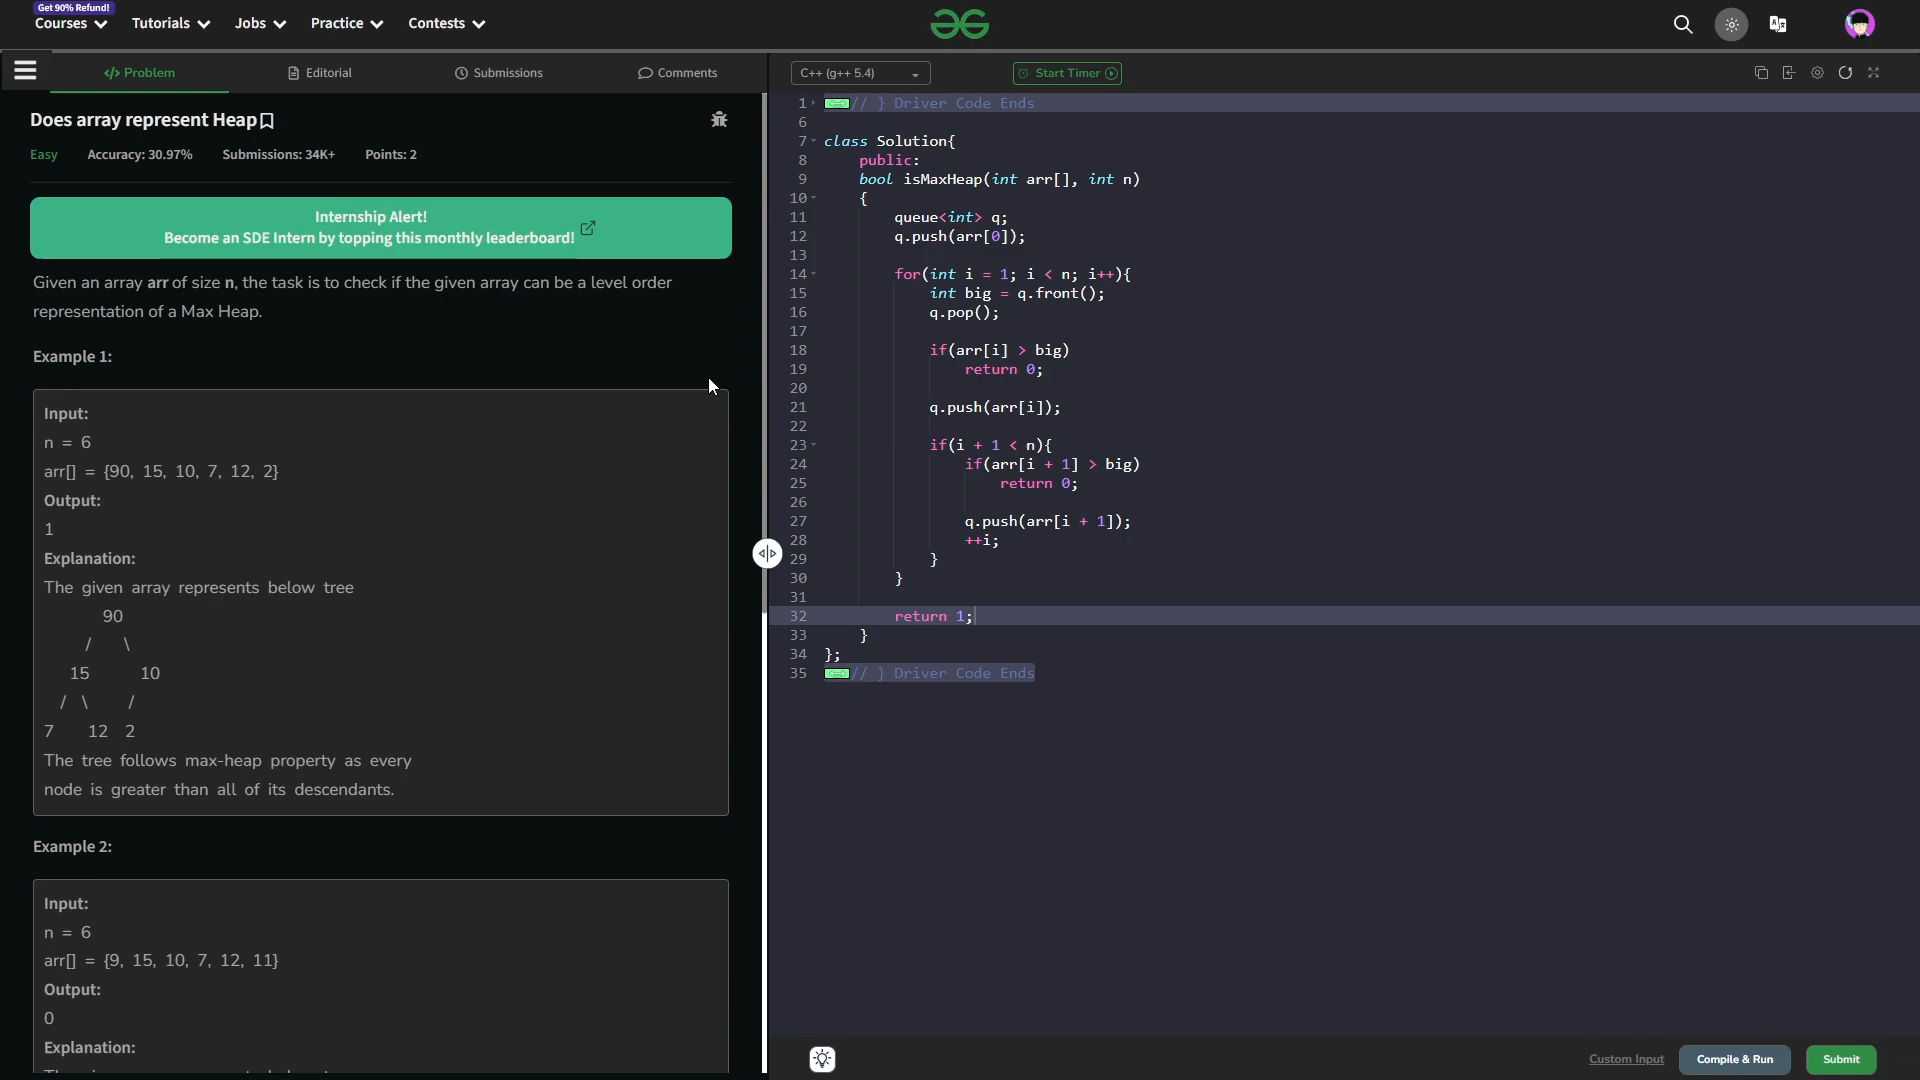 Get 90% Refund!
Courses Tutorials Jobs Practice Contests
Problem Editorial Submissions Comments
Does array represent Heap
Easy Accuracy: 30.97% Submissions: 34K+ Points: 2
Internship Alert!
Become an SDE Intern by topping this monthly leaderboard!
Given an array arr of size n, the task is to check if the given array can be a level order
representation of a Max Heap.
Example 1:
Input:
n = 6
arr[] = {90, 15, 10, 7, 12, 2}
Output:
1
Explanation:
The given array represents below tree
90
/ \
15 10
/ \ /
7 12 2
The tree follows max-heap property as every
node is greater than all of its descendants.
Example 2:
Input:
n = 6
arr[] = {9, 15, 10, 7, 12, 11}
Output:
0
Explanation:
C++ (g++ 5.4) Start Timer
1 // } Driver Code Ends
6
7 class Solution{
8 public:
9 bool isMaxHeap(int arr[], int n)
10 {
11 queue<int> q;
12 q.push(arr[0]);
13
14 for(int i = 1; i < n; i++){
15 int big = q.front();
16 q.pop();
17
18 if(arr[i] > big)
19 return 0;
20
21 q.push(arr[i]);
22
23 if(i + 1 < n){
24 if(arr[i + 1] > big)
25 return 0;
26
27 q.push(arr[i + 1]);
28 ++i;
29 }
30 }
31
32 return 1;
33 }
34 };
35 // } Driver Code Ends
Custom Input Compile & Run Submit